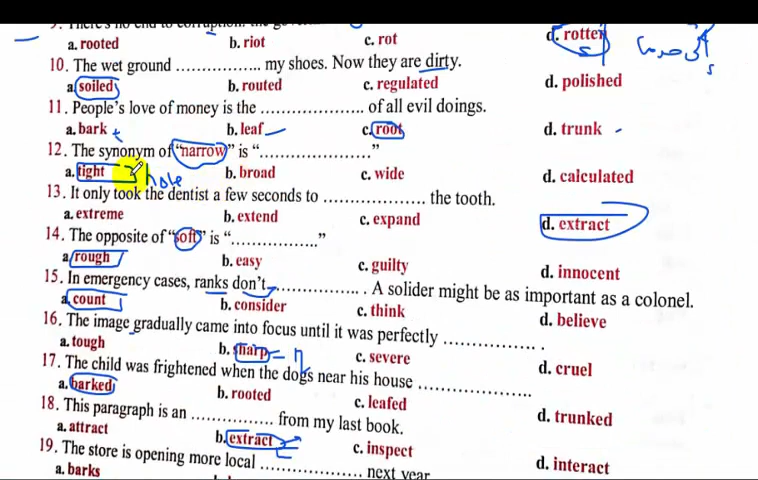 9. There's no end to corruption.
a. rooted b. riot c. rot d. rotten
10. The wet ground ................ my shoes. Now they are dirty.
a. soiled b. routed c. regulated d. polished
11. People's love of money is the .................... of all evil doings.
a. bark b. leaf c. root d. trunk
12. The synonym of "narrow" is "....................."
a. tight b. broad c. wide d. calculated
hole
13. It only took the dentist a few seconds to .................... the tooth.
a. extreme b. extend c. expand d. extract
14. The opposite of "soft" is "................"
a. rough b. easy c. guilty d. innocent
15. In emergency cases, ranks don't ................. A solider might be as important as a colonel.
a. count b. consider c. think d. believe
16. The image gradually came into focus until it was perfectly .................... .
a. tough b. sharp c. severe d. cruel
17. The child was frightened when the dogs near his house .......................
a. barked b. rooted c. leafed d. trunked
18. This paragraph is an ................ from my last book.
a. attract b. extract c. inspect d. interact
19. The store is opening more local .................... next year
a. barks